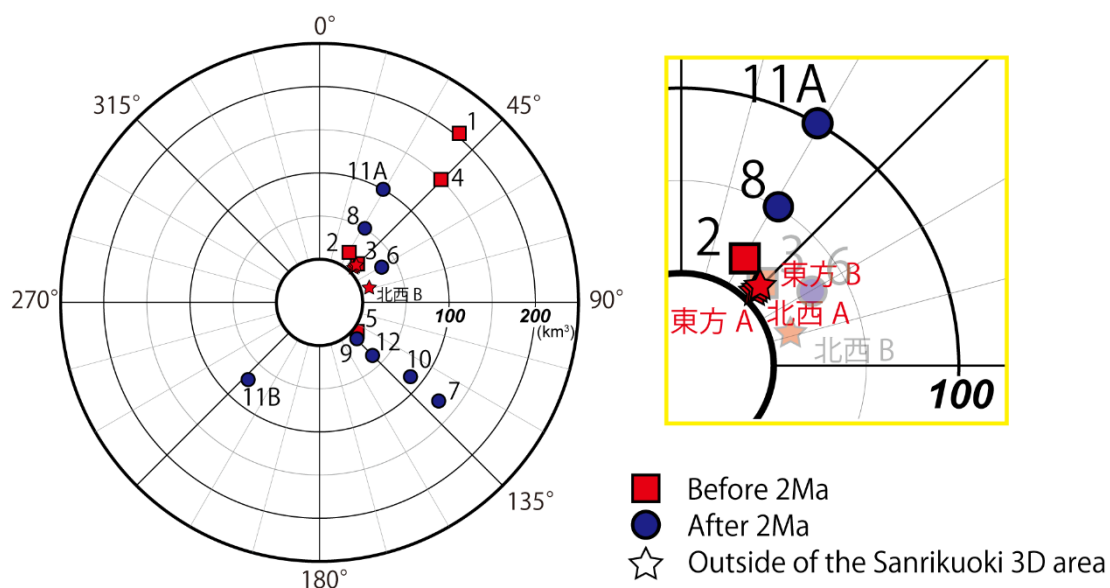 0°
45°
90°
135°
180°
270°
315°
1
4
11A
8
2
3
6
北西 B
100
200
(km³)
5
9
12
10
7
11B
11A
8
2
3
6
東方 B
東方 A
北西 A
北西 B
100
Before 2Ma
After 2Ma
Outside of the Sanrikuoki 3D area